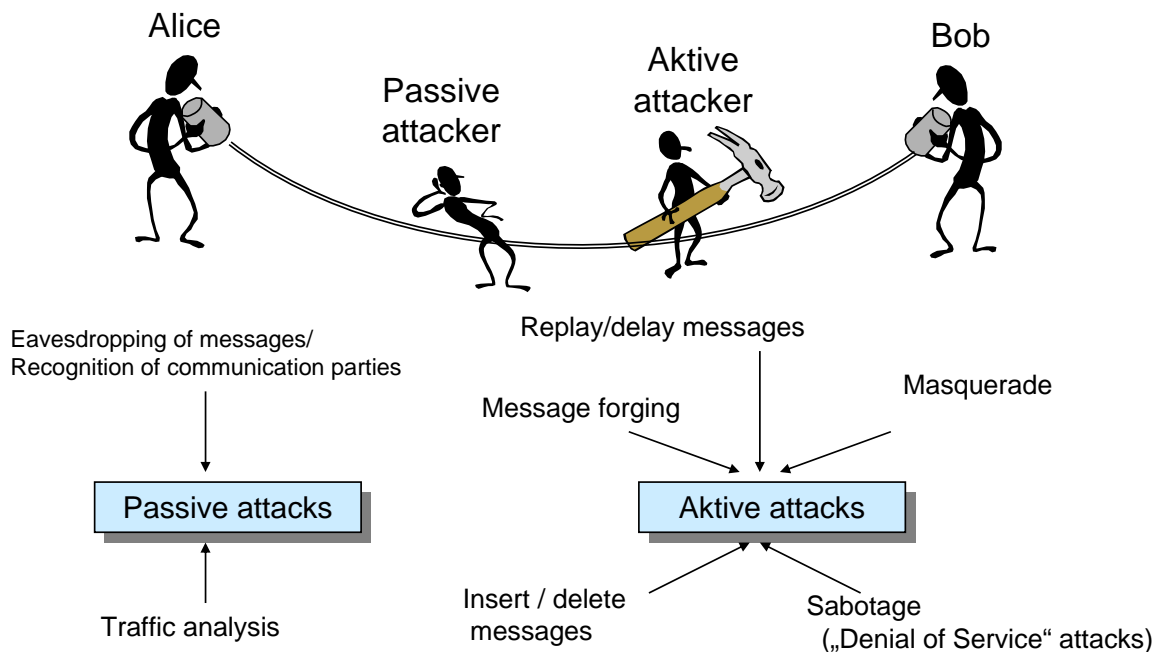 Alice
Bob
Passive
attacker
Aktive
attacker
Eavesdropping of messages/
Recognition of communication parties
Replay/delay messages
Message forging
Masquerade
Passive attacks
Aktive attacks
Traffic analysis
Insert / delete
messages
Sabotage
(„Denial of Service“ attacks)